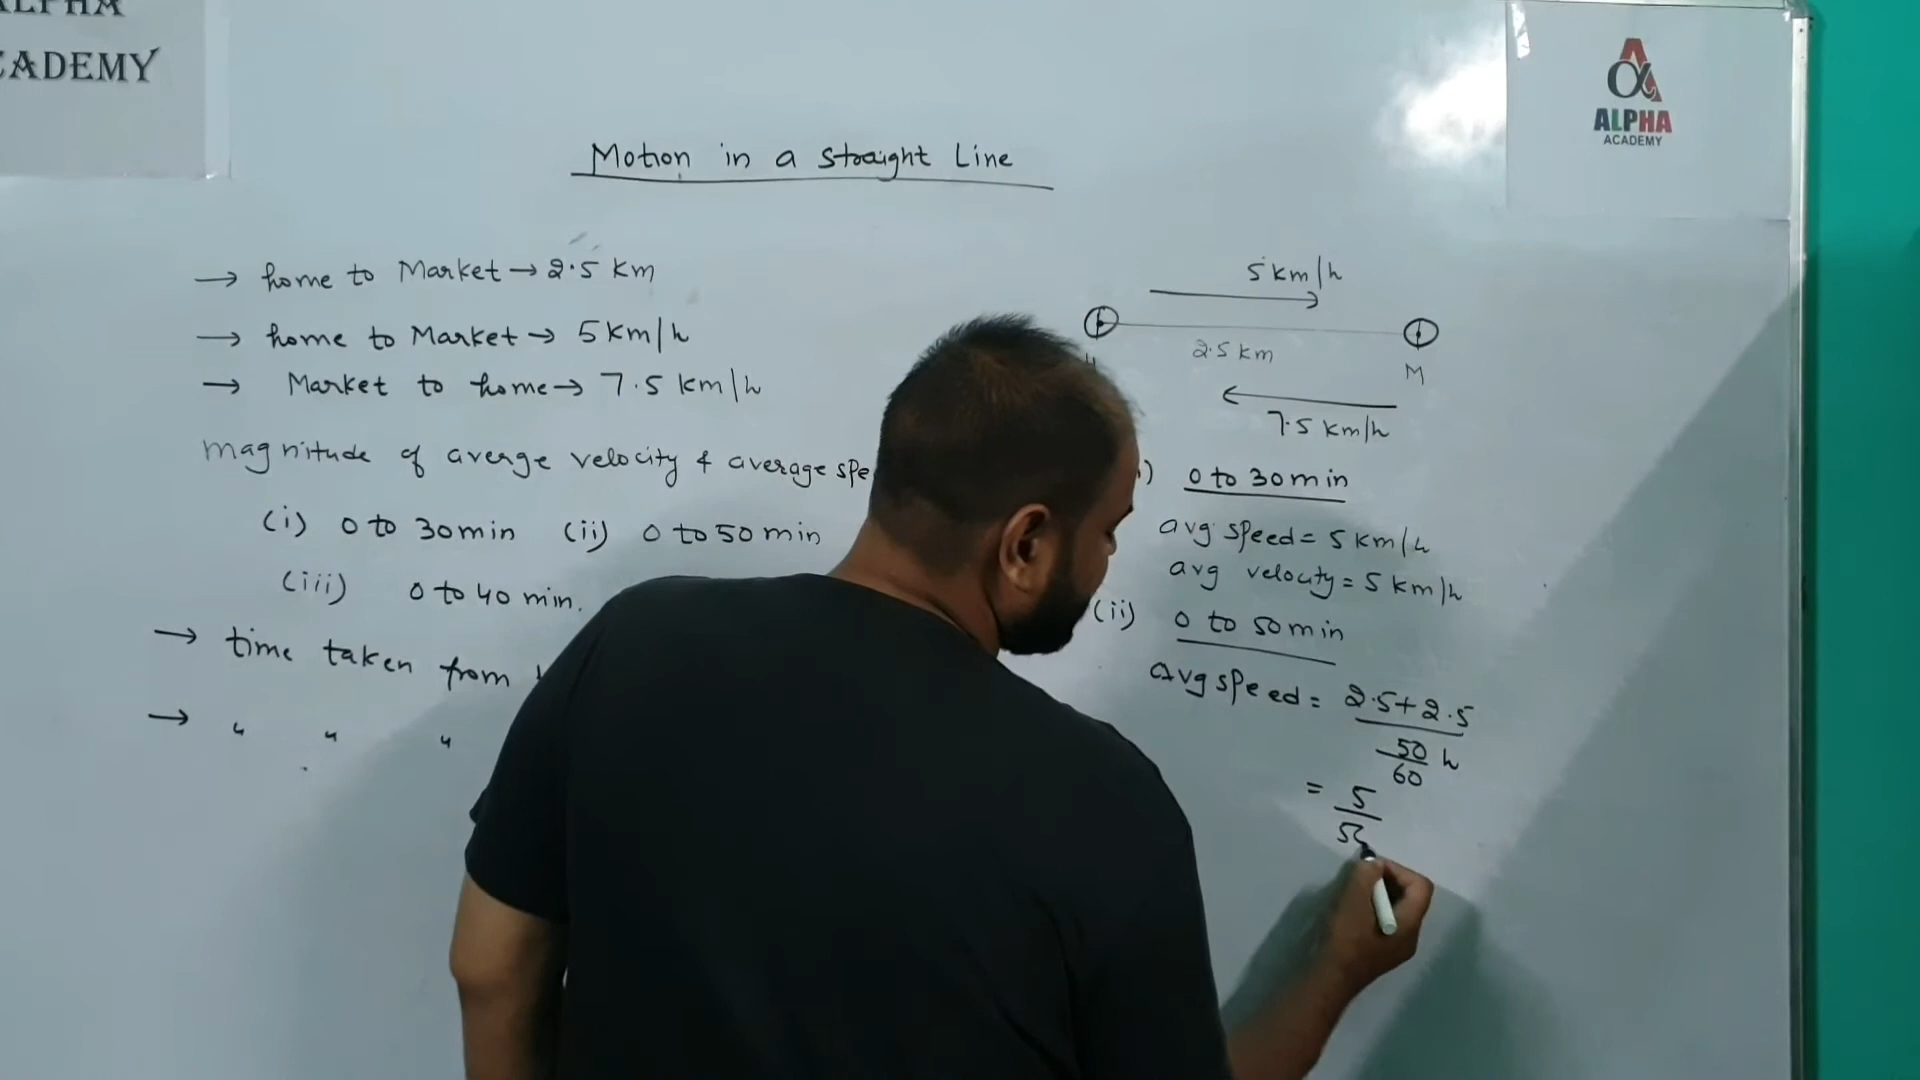 ALPHA
CADEMY
ALPHA
ACADEMY
Motion in a Straight Line
→ home to Market → 2.5 km
→ home to Market → 5 km/h
→ Market to home → 7.5 km/h
magnitude of averge velocity & average spe
(i) 0 to 30 min (ii) 0 to 50 min
(iii) 0 to 40 min.
→ time taken from
→ " " "
5 km/h
2.5 km
M
7.5 km/h
) 0 to 30 min
avg speed = 5 km/h
avg velocity = 5 km/h
(ii) 0 to 50 min
avg speed = 2.5+2.5
50 h
60
= 5
5